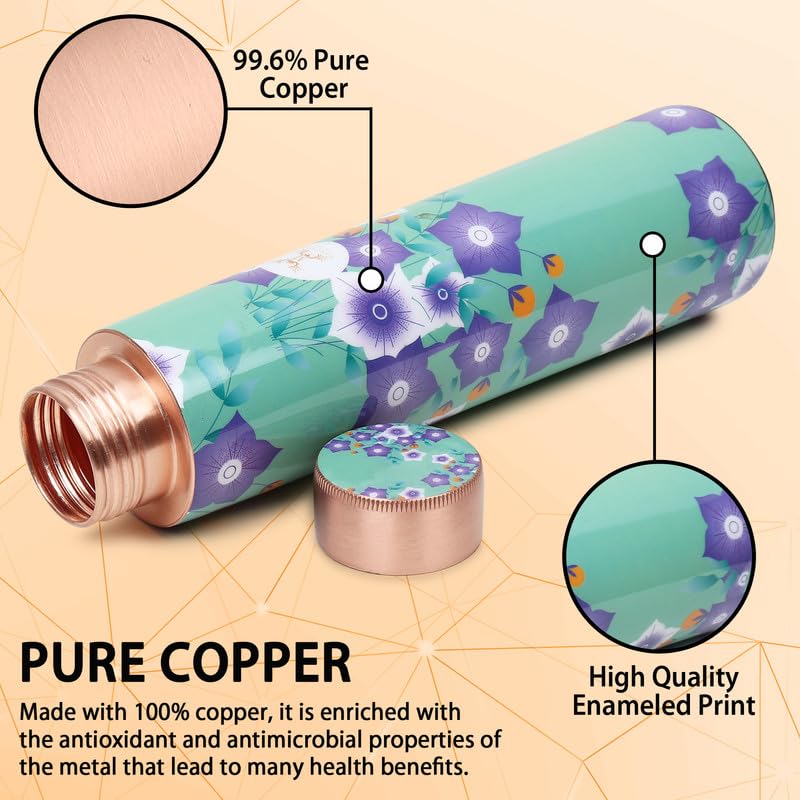 99.6% Pure
Copper
High Quality
Enameled Print
PURE COPPER
Made with 100% copper, it is enriched with
the antioxidant and antimicrobial properties of
the metal that lead to many health benefits.